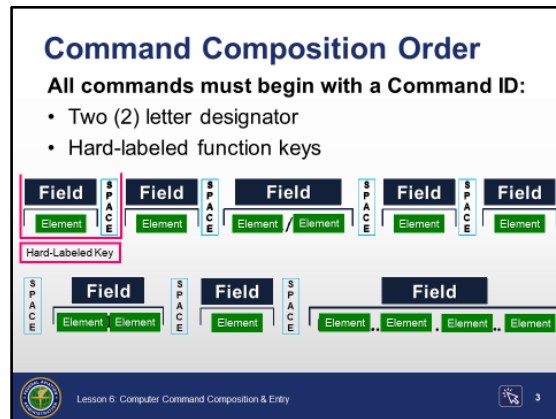 Command Composition Order
All commands must begin with a Command ID:
• Two (2) letter designator
• Hard-labeled function keys
Field SPACE Field SPACE Field SPACE Field SPACE Field
Element Element Element / Element Element Element
Hard-Labeled Key
SPACE Field SPACE Field SPACE Field
Element Element Element Element .. Element . Element .. Element
Lesson 6: Computer Command Composition & Entry
3